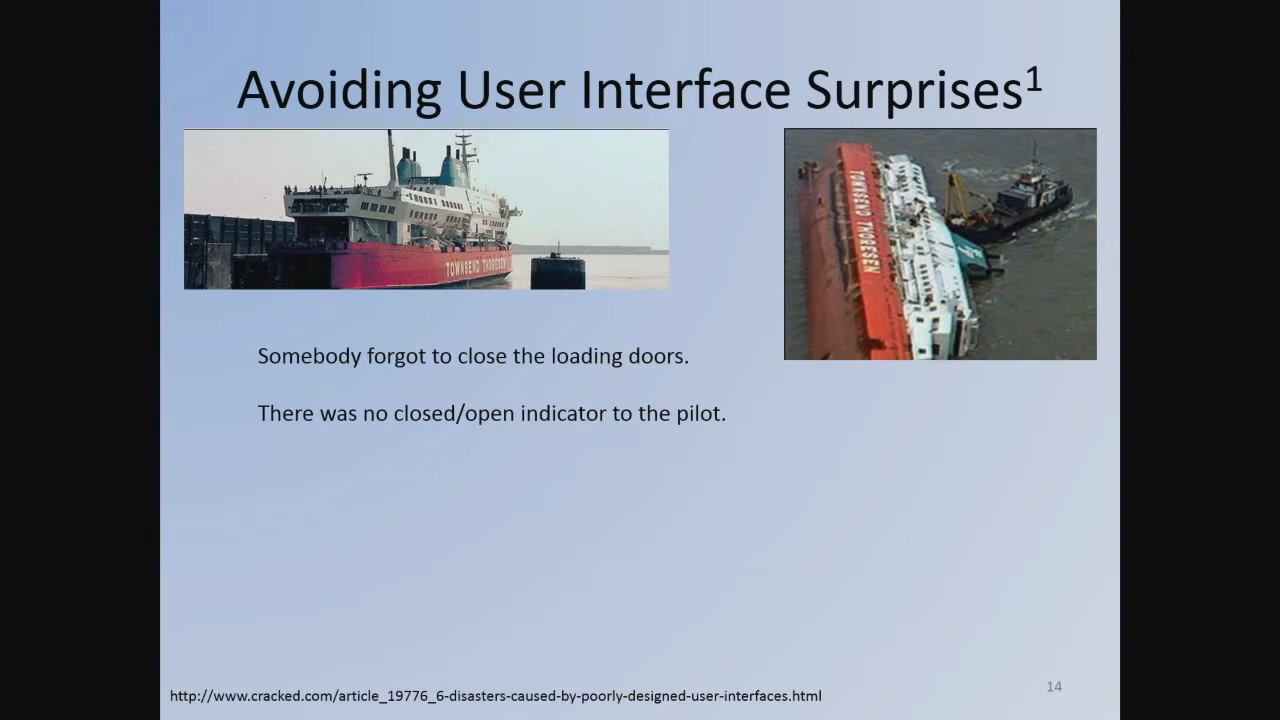 Avoiding User Interface Surprises1
TOWNSEND THORESEN
TOWNSEND THORESEN
Somebody forgot to close the loading doors.
There was no closed/open indicator to the pilot.
http://www.cracked.com/article_19776_6-disasters-caused-by-poorly-designed-user-interfaces.html
14